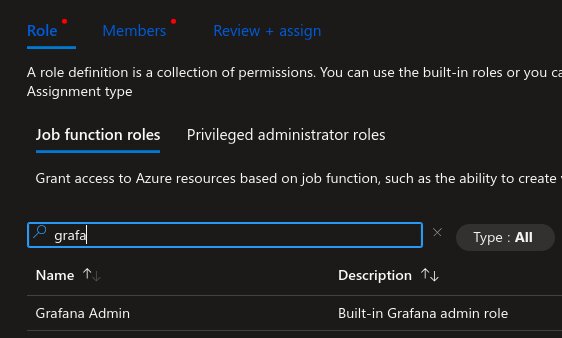 Role
Members
Review + assign
A role definition is a collection of permissions. You can use the built-in roles or you ca
Assignment type
Job function roles
Privileged administrator roles
Grant access to Azure resources based on job function, such as the ability to create
grafa
Type : All
Name
Description
Grafana Admin
Built-in Grafana admin role